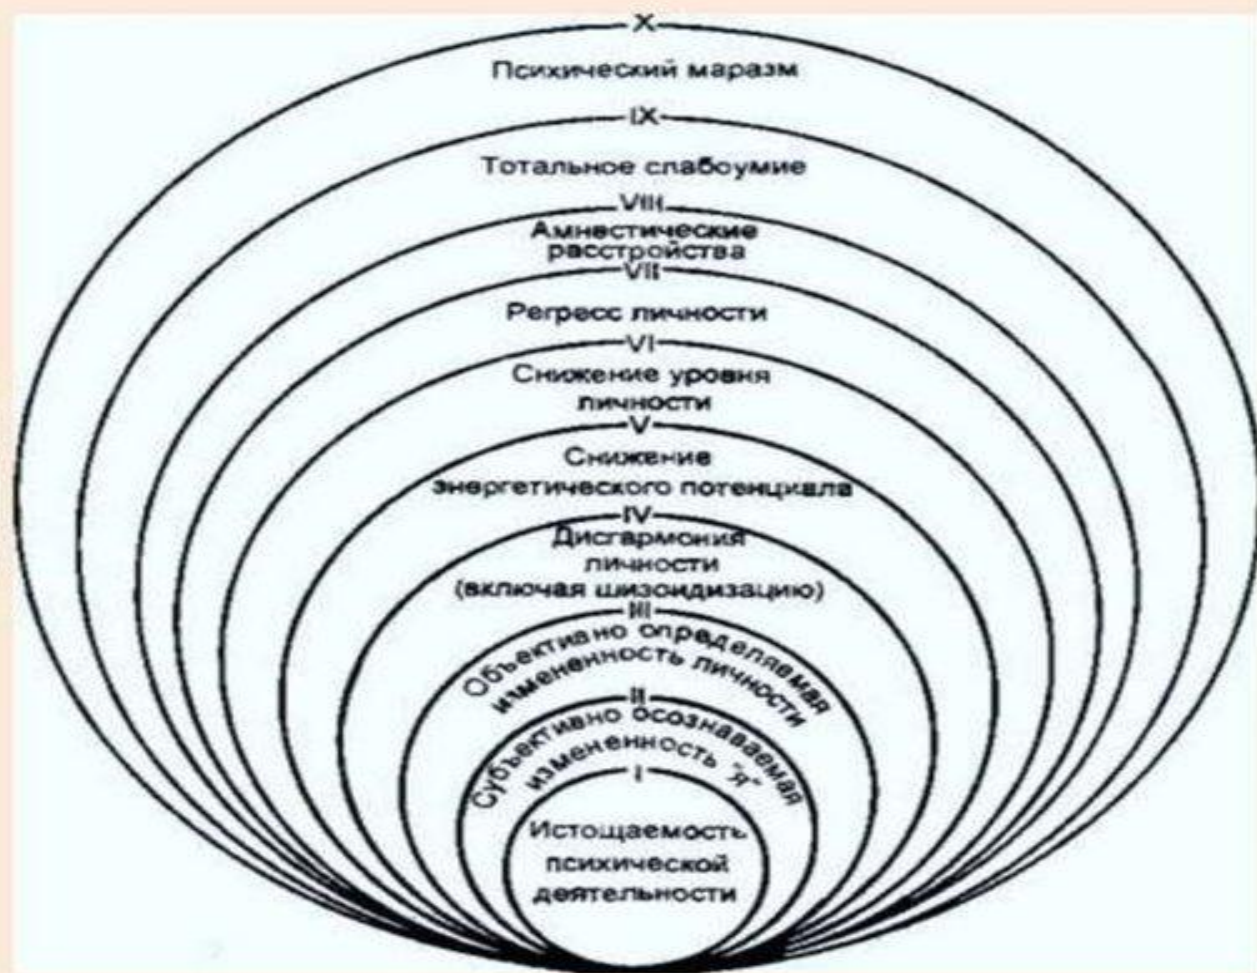 X
Психический маразм
IX
Тотальное слабоумие
VIII
Амнестические
расстройства
VII
Регресс личности
VI
Снижение уровня
личности
V
Снижение
энергетического потенциала
IV
Дисгармония
личности
(включая шизоидизацию)
III
Объективно определяемая
измененность личности
II
Субъективно осознаваемая
измененность "я"
I
Истощаемость
психической
деятельности